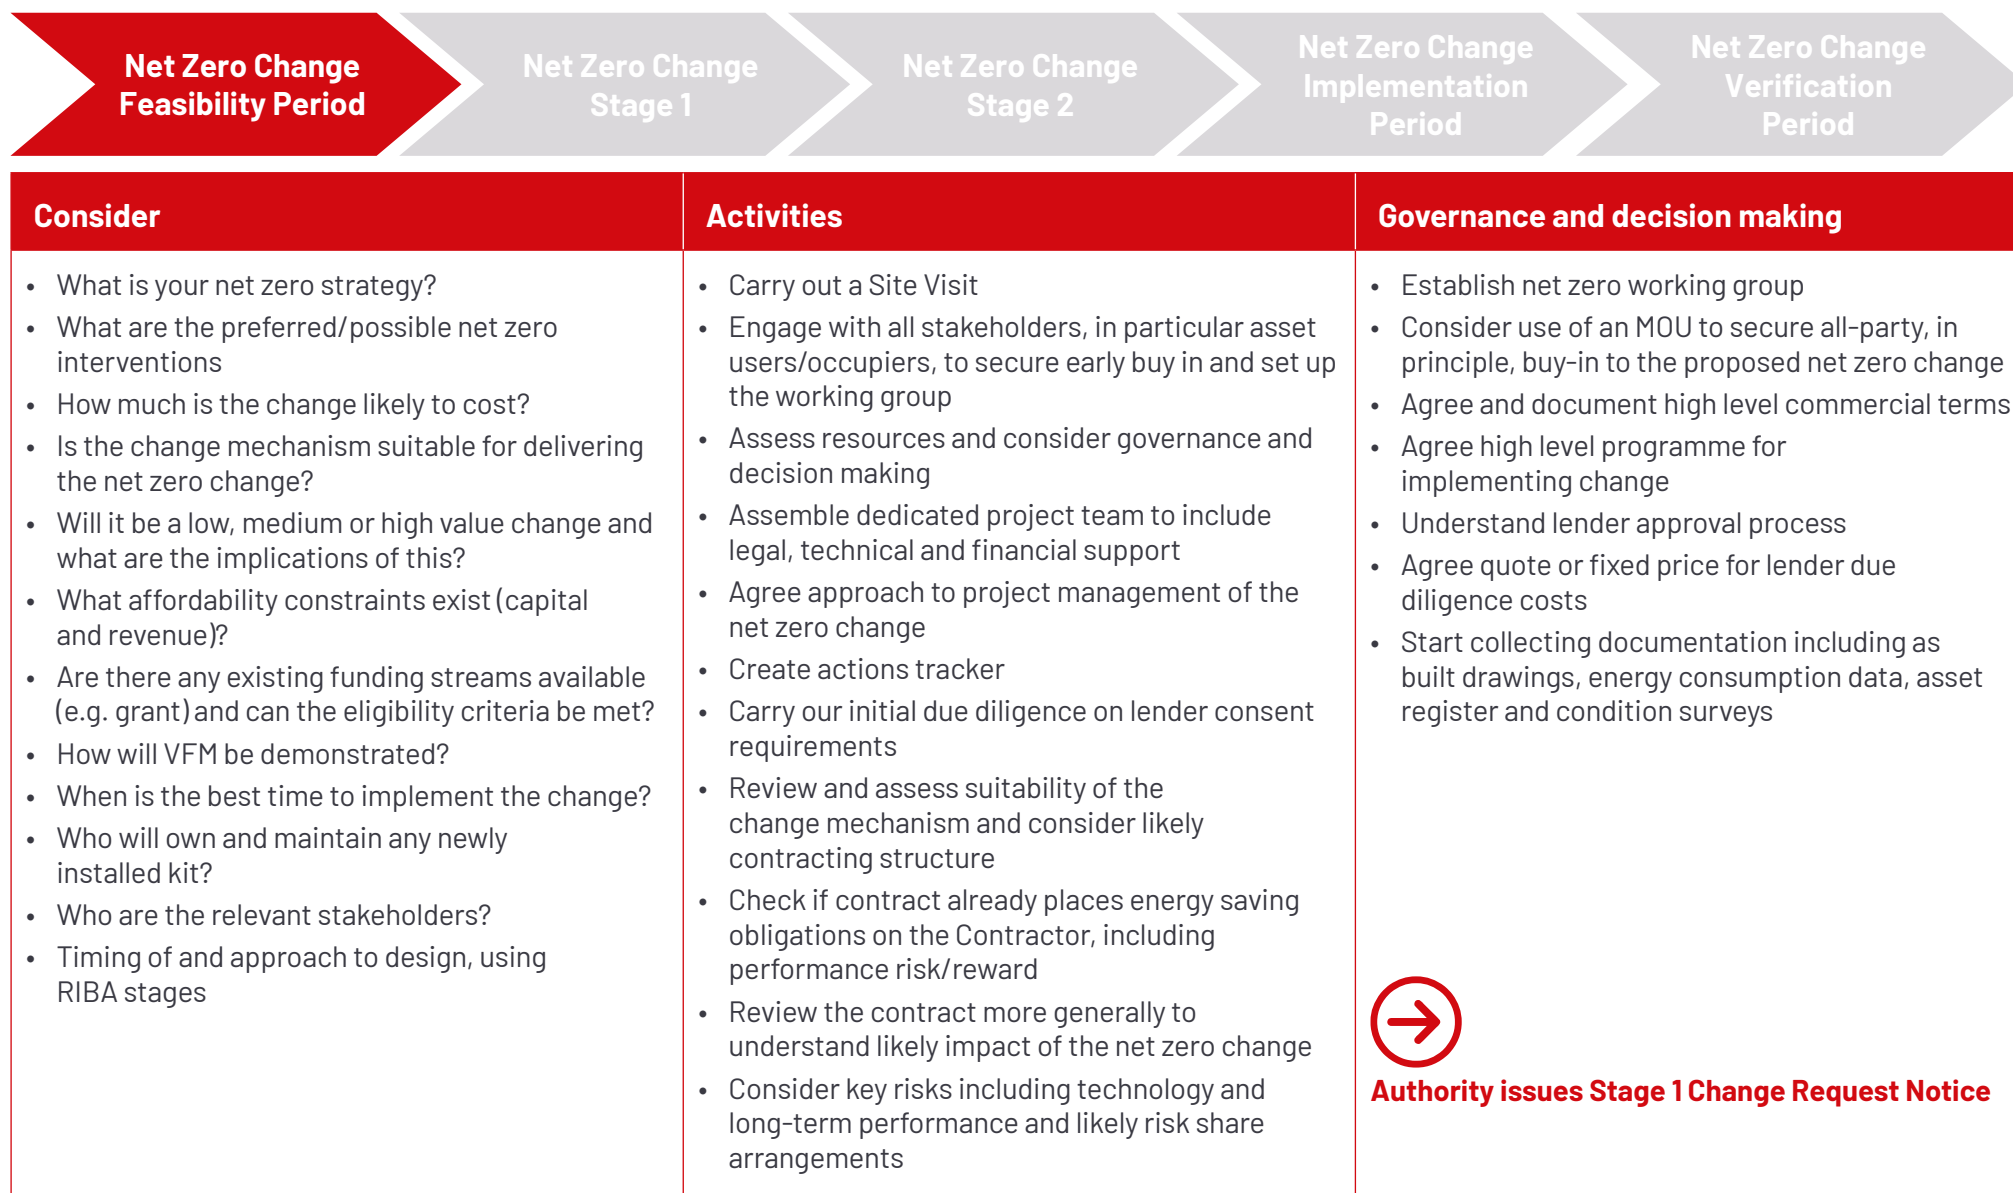 Net Zero Change
Feasibility Period
Net Zero Change
Stage 1
Net Zero Change
Stage 2
Net Zero Change
Implementation
Period
Net Zero Change
Verification
Period
Consider
• What is your net zero strategy?
• What are the preferred/possible net zero
interventions
• How much is the change likely to cost?
• Is the change mechanism suitable for delivering
the net zero change?
• Will it be a low, medium or high value change and
what are the implications of this?
• What affordability constraints exist (capital
and revenue)?
• Are there any existing funding streams available
(e.g. grant) and can the eligibility criteria be met?
• How will VFM be demonstrated?
• When is the best time to implement the change?
• Who will own and maintain any newly
installed kit?
• Who are the relevant stakeholders?
• Timing of and approach to design, using
RIBA stages
Activities
• Carry out a Site Visit
• Engage with all stakeholders, in particular asset
users/occupiers, to secure early buy in and set up
the working group
• Assess resources and consider governance and
decision making
• Assemble dedicated project team to include
legal, technical and financial support
• Agree approach to project management of the
net zero change
• Create actions tracker
• Carry our initial due diligence on lender consent
requirements
• Review and assess suitability of the
change mechanism and consider likely
contracting structure
• Check if contract already places energy saving
obligations on the Contractor, including
performance risk/reward
• Review the contract more generally to
understand likely impact of the net zero change
• Consider key risks including technology and
long-term performance and likely risk share
arrangements
Governance and decision making
• Establish net zero working group
• Consider use of an MOU to secure all-party, in
principle, buy-in to the proposed net zero change
• Agree and document high level commercial terms
• Agree high level programme for
implementing change
• Understand lender approval process
• Agree quote or fixed price for lender due
diligence costs
• Start collecting documentation including as
built drawings, energy consumption data, asset
register and condition surveys
Authority issues Stage 1 Change Request Notice